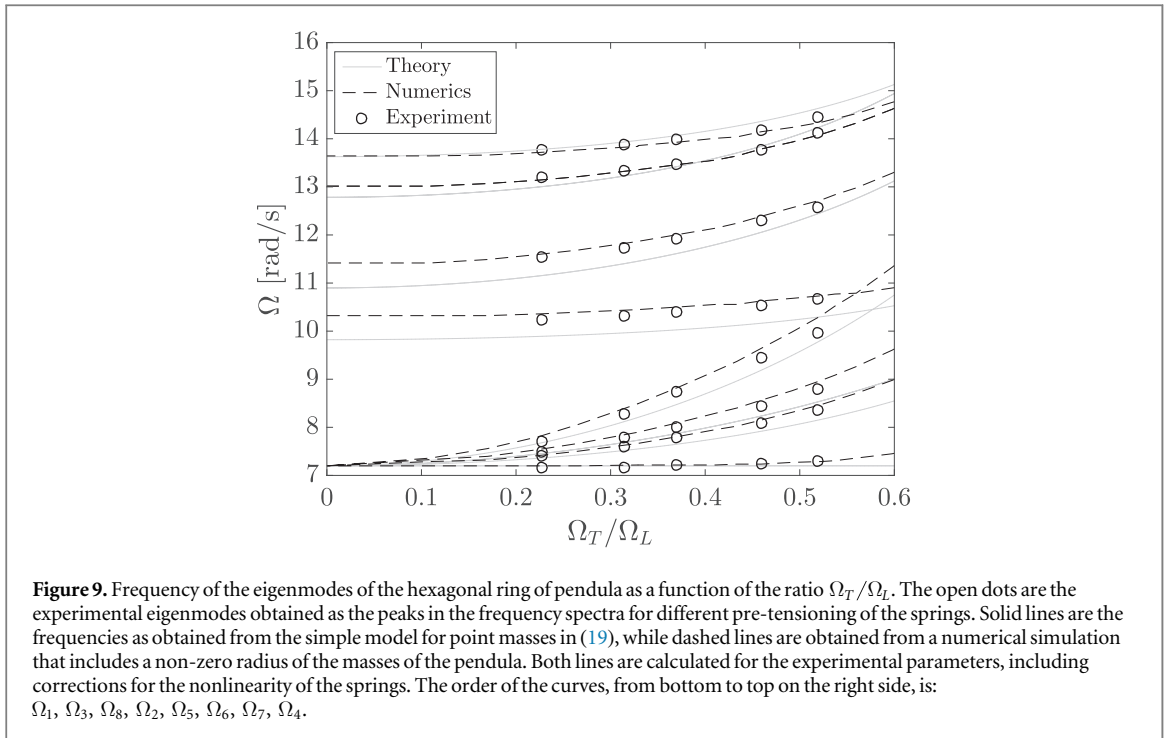 16
15
14
13
12
11
10
9
8
7
Ω [rad/s]
Theory
Numerics
Experiment
0 0.1 0.2 0.3 0.4 0.5 0.6
Ω_T/Ω_L
Figure 9. Frequency of the eigenmodes of the hexagonal ring of pendula as a function of the ratio Ω_T/Ω_L. The open dots are the
experimental eigenmodes obtained as the peaks in the frequency spectra for different pre-tensioning of the springs. Solid lines are the
frequencies as obtained from the simple model for point masses in (19), while dashed lines are obtained from a numerical simulation
that includes a non-zero radius of the masses of the pendula. Both lines are calculated for the experimental parameters, including
corrections for the nonlinearity of the springs. The order of the curves, from bottom to top on the right side, is:
Ω_1, Ω_3, Ω_8, Ω_2, Ω_5, Ω_6, Ω_7, Ω_4.